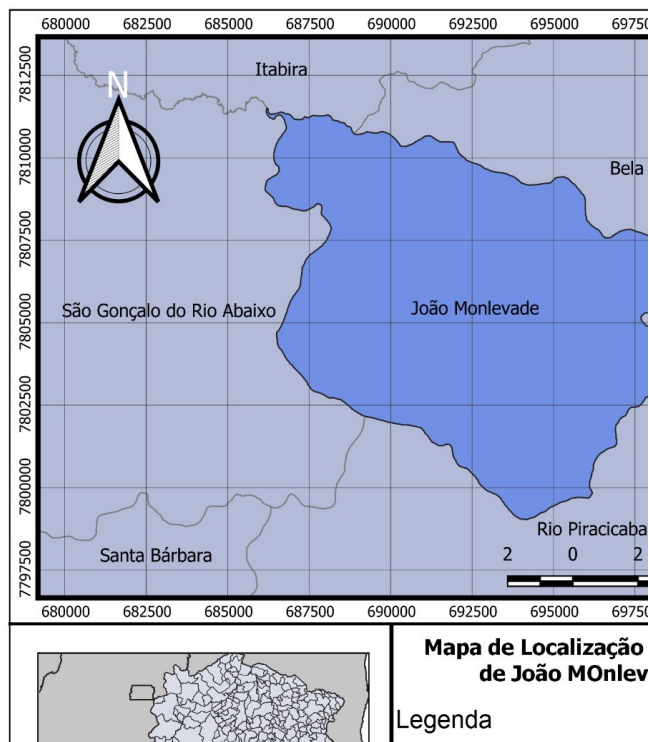 680000 682500 685000 687500 690000 692500 695000 6975
7812500
Itabira
N
7810000
Bela
7807500
São Gonçalo do Rio Abaixo
João Monlevade
7805000
7802500
7800000
Rio Piracicaba
Santa Bárbara
2 0 2
7797500
680000 682500 685000 687500 690000 692500 695000 6975
Mapa de Localização
de João MOnlev
Legenda